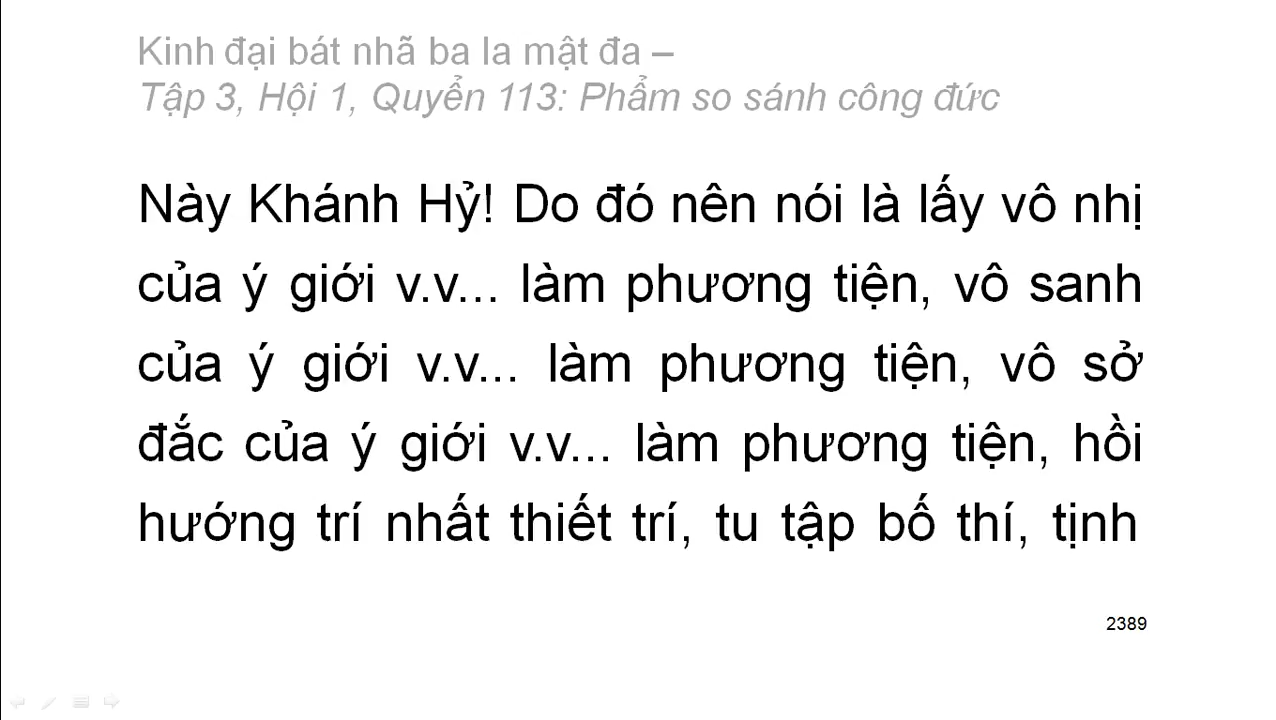 Kinh đại bát nhã ba la mật đa –
Tập 3, Hội 1, Quyển 113: Phẩm so sánh công đức
Này Khánh Hỷ! Do đó nên nói là lấy vô nhị
của ý giới v.v... làm phương tiện, vô sanh
của ý giới v.v... làm phương tiện, vô sở
đắc của ý giới v.v... làm phương tiện, hồi
hướng trí nhất thiết trí, tu tập bố thí, tịnh
2389